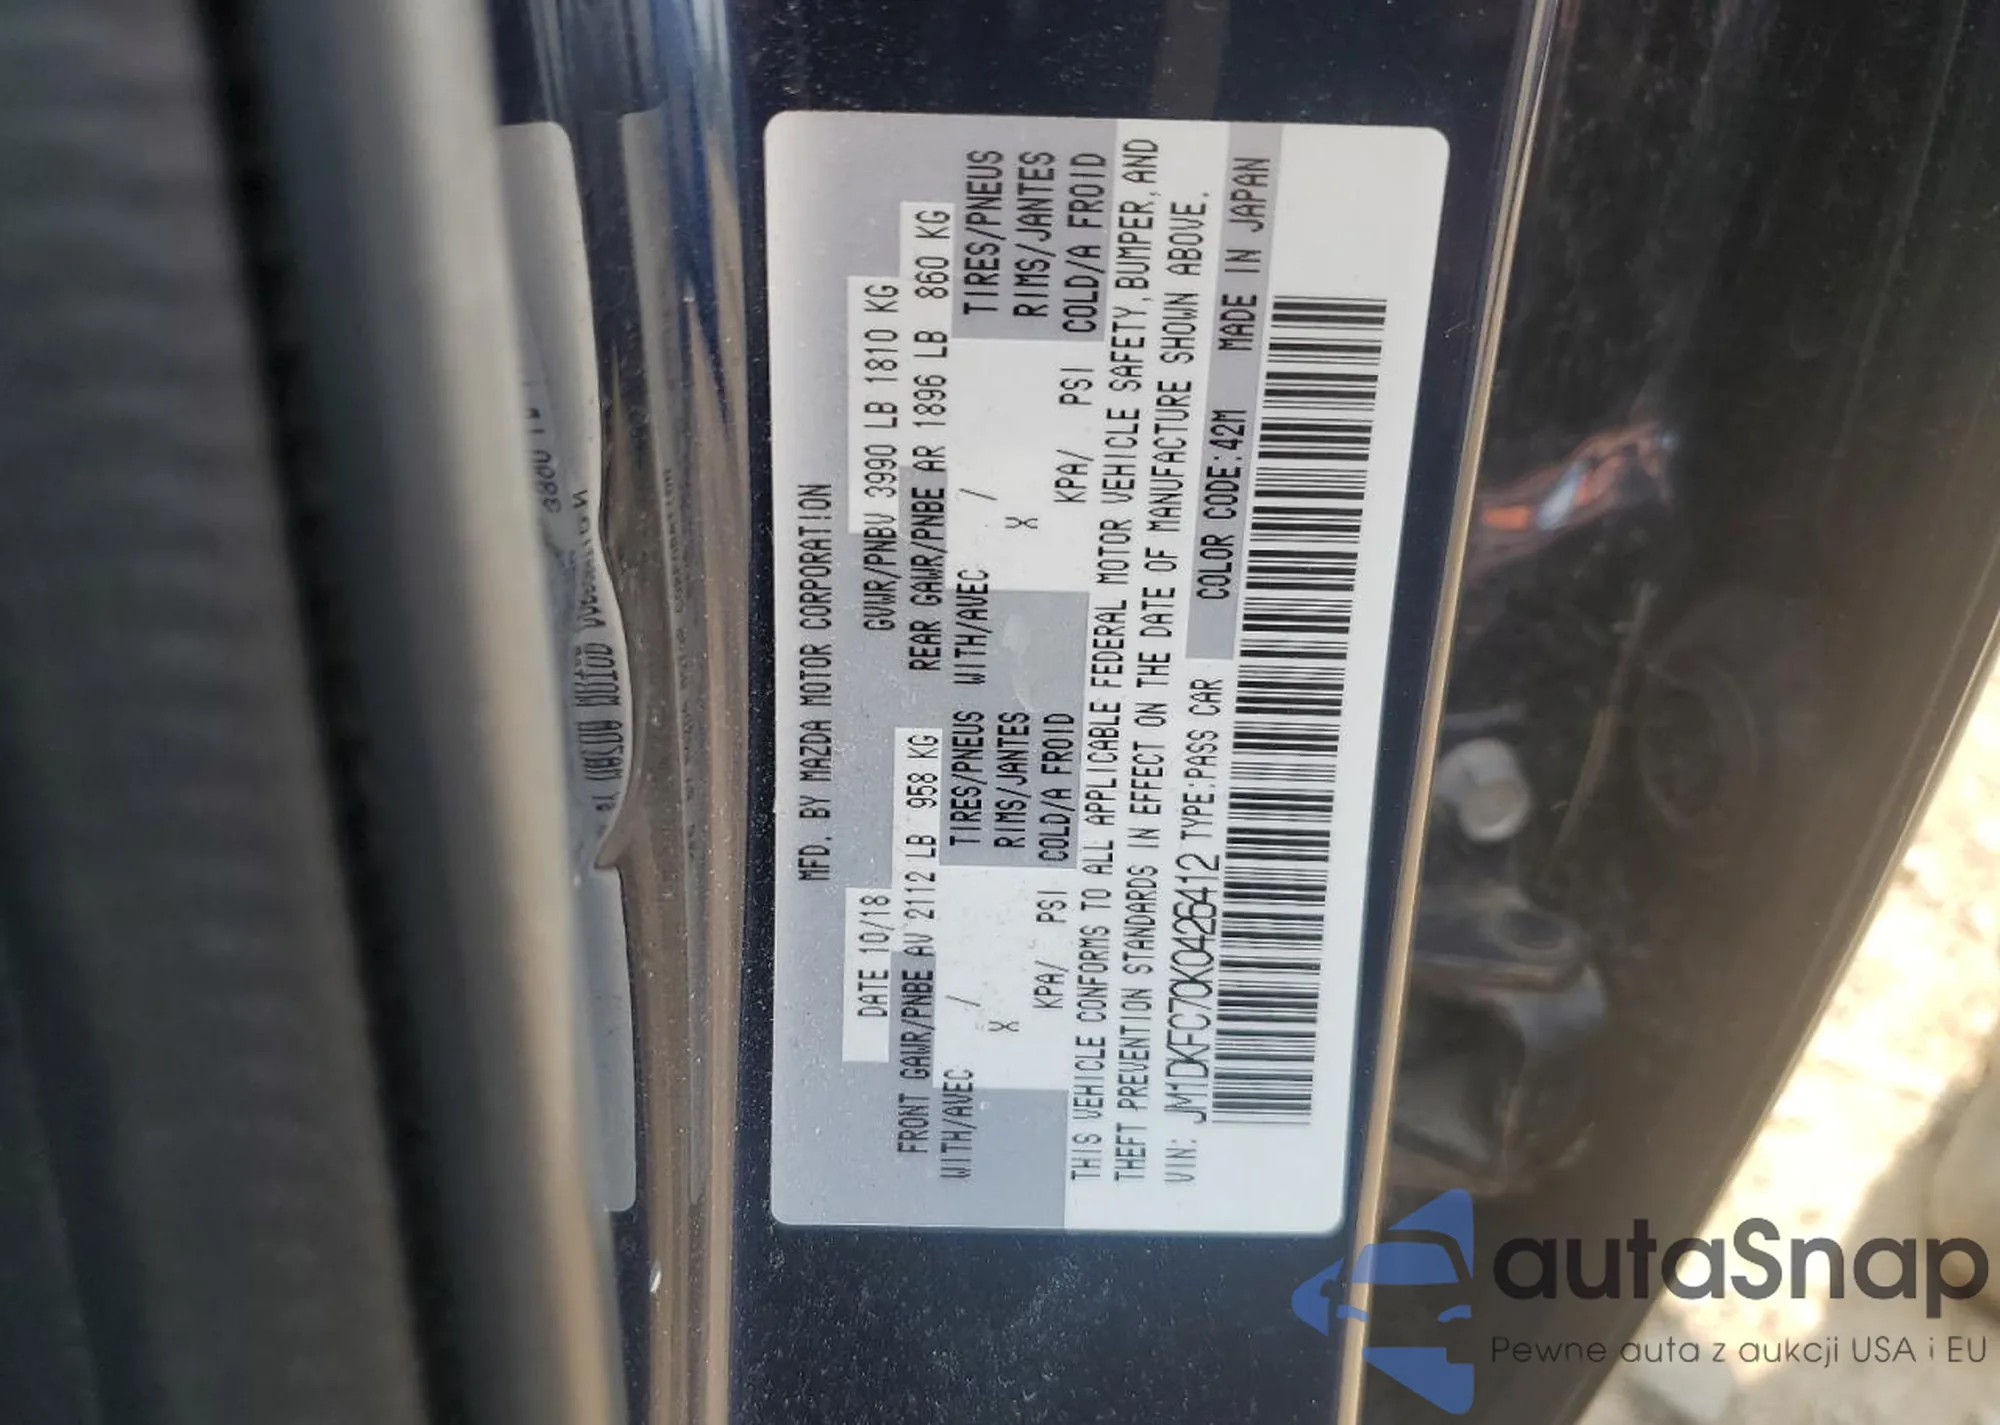 MFD. BY MAZDA MOTOR CORPORATION
DATE 10/18 GVWR/PNBV 3990 LB 1810 KG
FRONT GAWR/PNBE AV 2112 LB 958 KG REAR GAWR/PNBE AR 1896 LB 860 KG
WITH/AVEC / TIRES/PNEUS WITH/AVEC / TIRES/PNEUS
X RIMS/JANTES X RIMS/JANTES
KPA/ PSI COLD/A FROID KPA/ PSI COLD/A FROID
THIS VEHICLE CONFORMS TO ALL APPLICABLE FEDERAL MOTOR VEHICLE SAFETY, BUMPER, AND
THEFT PREVENTION STANDARDS IN EFFECT ON THE DATE OF MANUFACTURE SHOWN ABOVE.
VIN: JM1DKFC70K0426412 TYPE:PASS CAR COLOR CODE:42M MADE IN JAPAN
autaSnap
Pewne auta z aukcji USA i EU